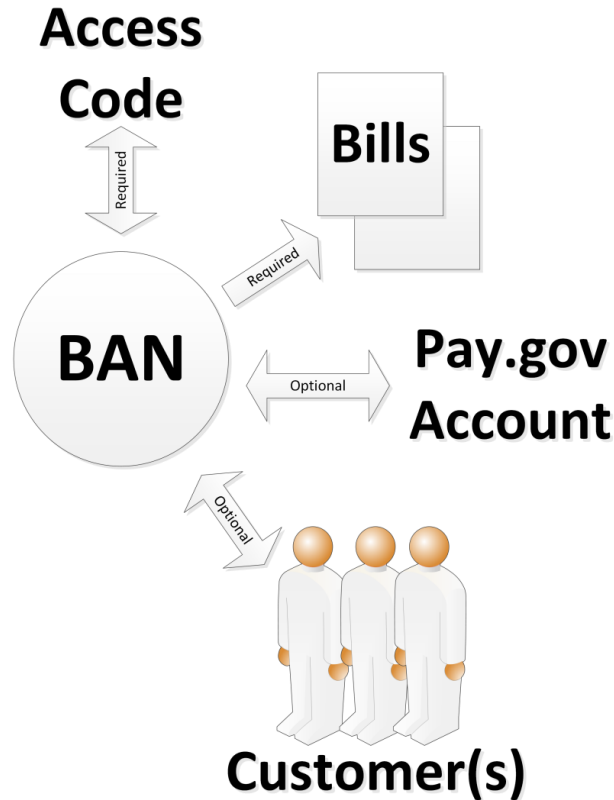 Access
Code
Required
Bills
Required
BAN
Pay.gov
Account
Optional
Optional
Customer(s)